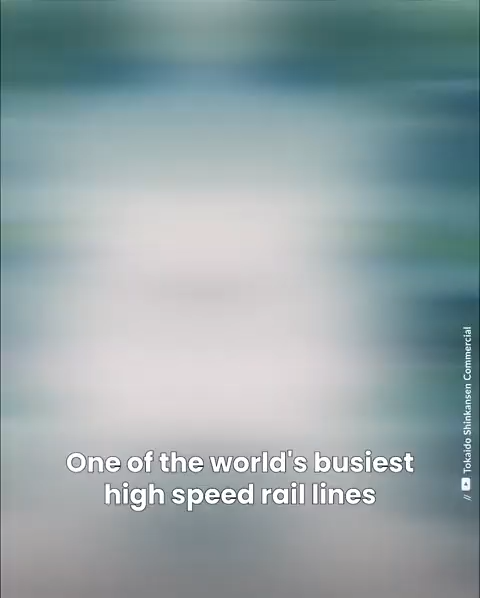 One of the world's busiest
high speed rail lines
// Tokaido Shinkansen Commercial